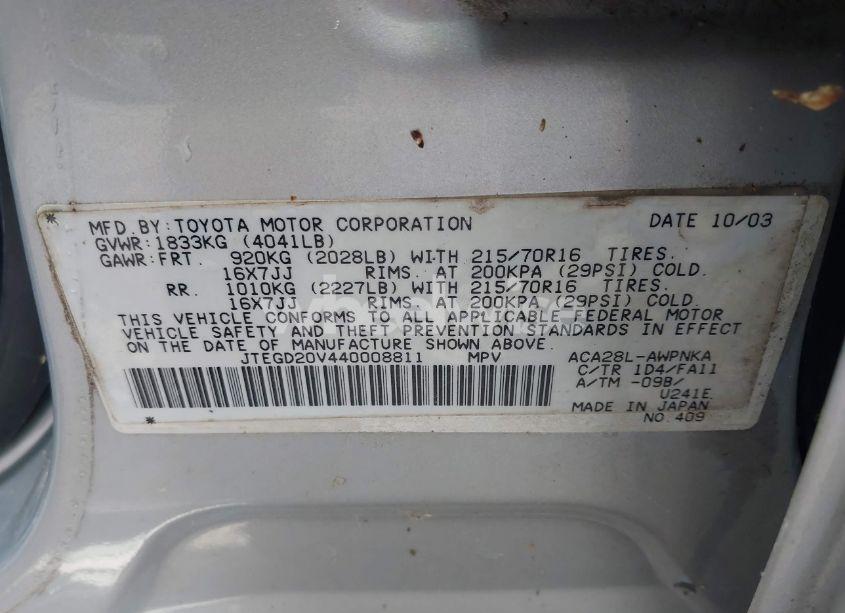 MFD.BY:TOYOTA MOTOR CORPORATION DATE 10/03
GVWR:1833KG (4041LB)
GAWR:FRT. 920KG (2028LB) WITH 215/70R16 TIRES.
16X7JJ RIMS. AT 200KPA (29PSI) COLD.
RR. 1010KG (2227LB) WITH 215/70R16 TIRES.
16X7JJ RIMS. AT 200KPA (29PSI) COLD.
THIS VEHICLE CONFORMS TO ALL APPLICABLE FEDERAL MOTOR
VEHICLE SAFETY AND THEFT PREVENTION STANDARDS IN EFFECT
ON THE DATE OF MANUFACTURE SHOWN ABOVE.
JTEGD20V440008811 MPV ACA28L-AWPNKA
C/TR 1D4/FA11
A/TM -09B/
U241E
MADE IN JAPAN
NO.409